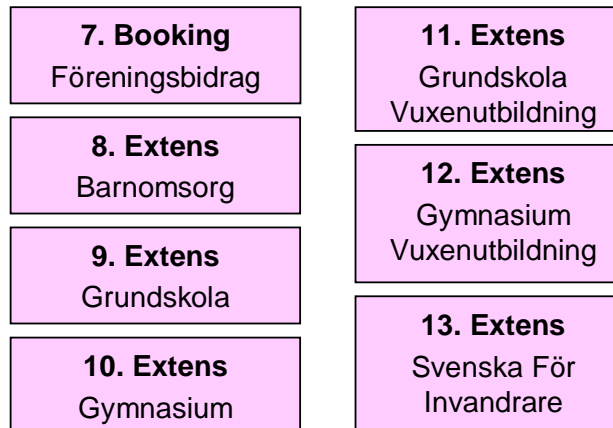 7. Booking
Föreningsbidrag
8. Extens
Barnomsorg
9. Extens
Grundskola
10. Extens
Gymnasium
11. Extens
Grundskola
Vuxenutbildning
12. Extens
Gymnasium
Vuxenutbildning
13. Extens
Svenska För
Invandrare